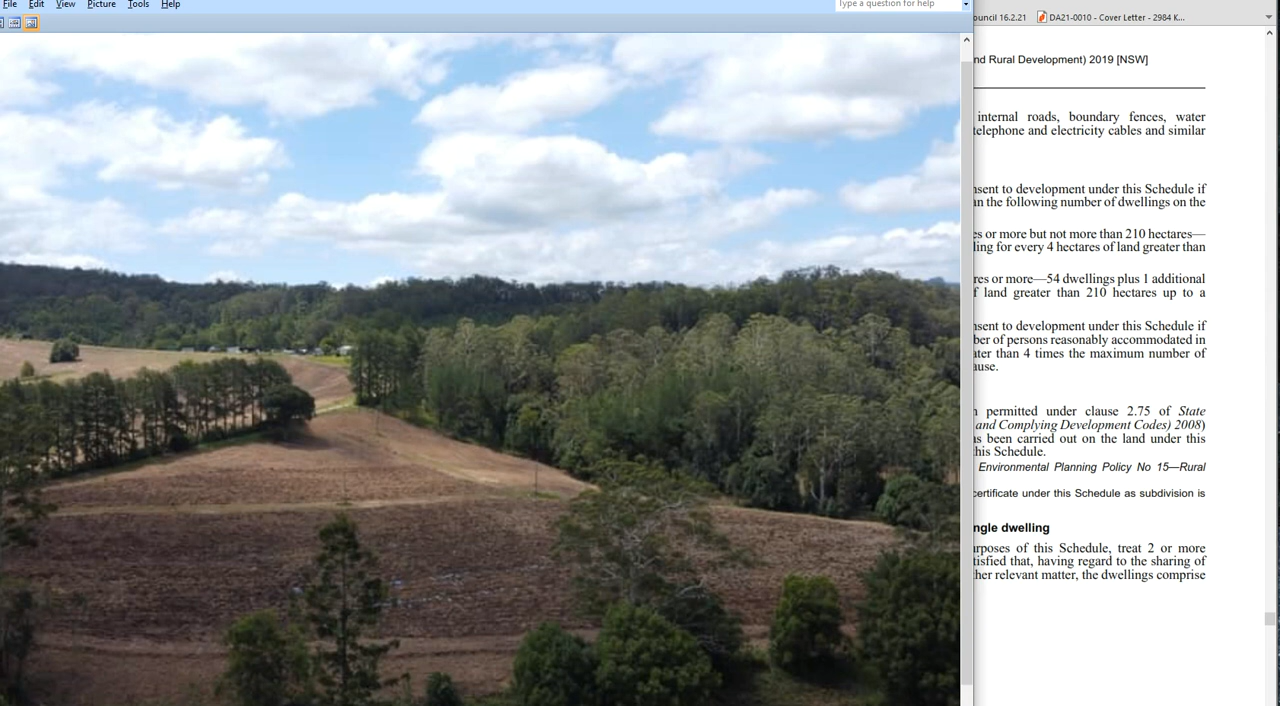 File Edit View Picture Tools Help
Type a question for help
ouncil 16.2.21 DA21-0010 - Cover Letter - 2984 K...
nd Rural Development) 2019 [NSW]
internal roads, boundary fences, water
telephone and electricity cables and similar
nsent to development under this Schedule if
an the following number of dwellings on the
es or more but not more than 210 hectares—
ling for every 4 hectares of land greater than
res or more—54 dwellings plus 1 additional
f land greater than 210 hectares up to a
nsent to development under this Schedule if
ber of persons reasonably accommodated in
ater than 4 times the maximum number of
ause.
n permitted under clause 2.75 of State
and Complying Development Codes) 2008)
as been carried out on the land under this
this Schedule.
Environmental Planning Policy No 15—Rural
certificate under this Schedule as subdivision is
ngle dwelling
urposes of this Schedule, treat 2 or more
tisfied that, having regard to the sharing of
her relevant matter, the dwellings comprise